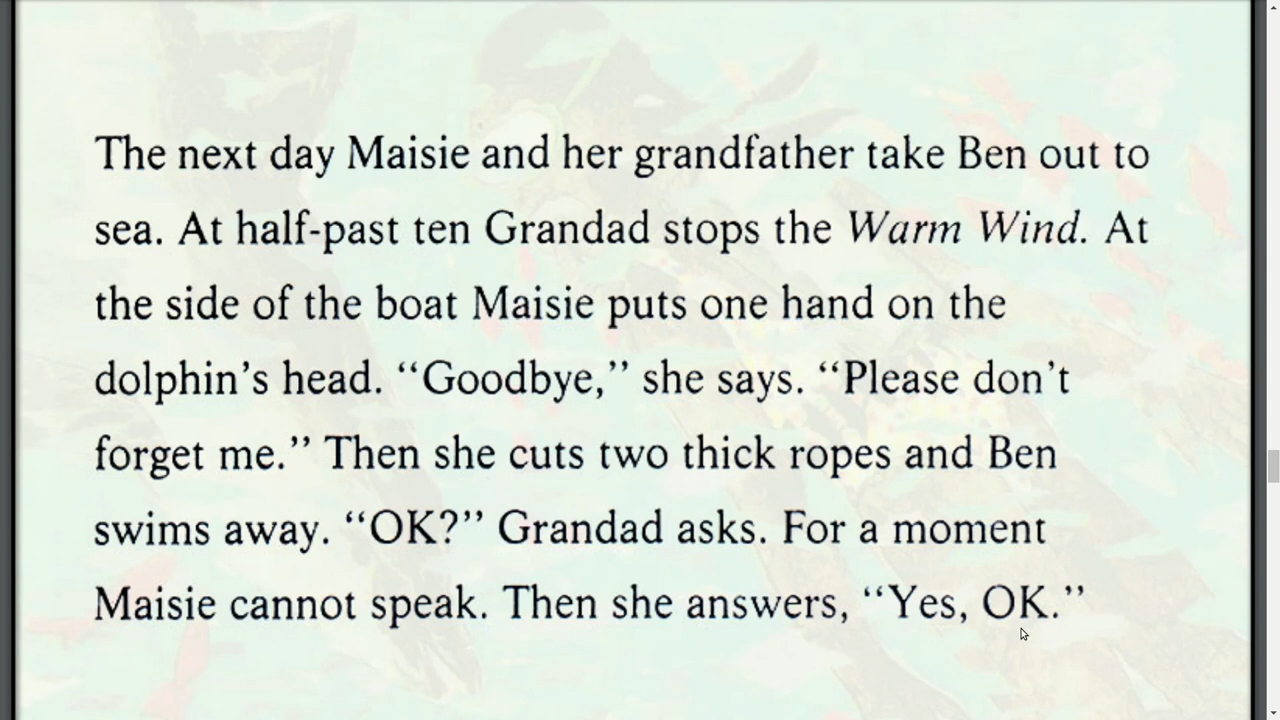 The next day Maisie and her grandfather take Ben out to
sea. At half-past ten Grandad stops the Warm Wind. At
the side of the boat Maisie puts one hand on the
dolphin’s head. “Goodbye,” she says. “Please don’t
forget me.” Then she cuts two thick ropes and Ben
swims away. “OK?” Grandad asks. For a moment
Maisie cannot speak. Then she answers, “Yes, OK.”